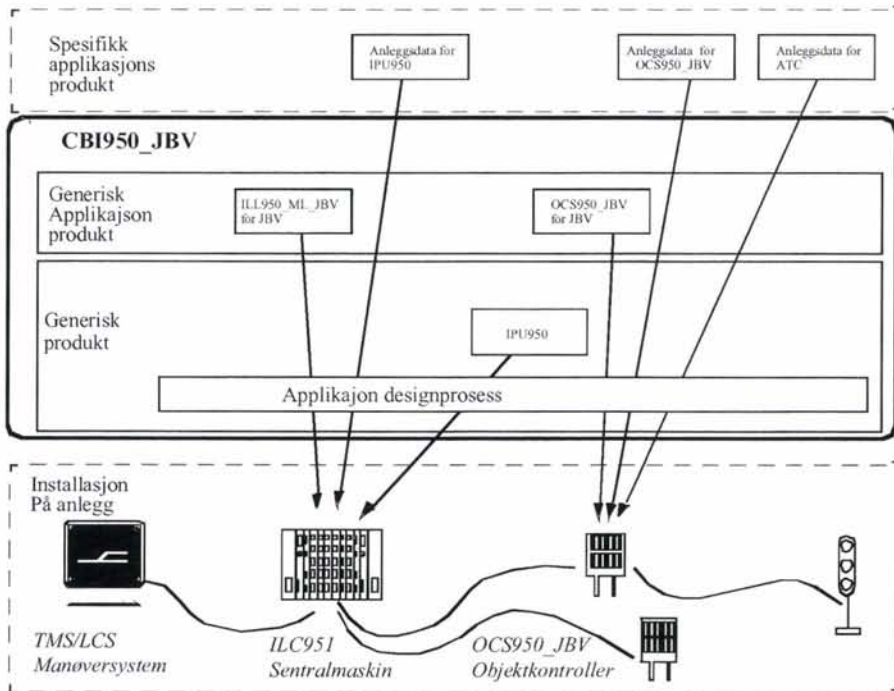 Spesifikk
applikasjons
produkt
Anleggsdata for
IPU950
Anleggsdata for
OCS950_JBV
Anleggsdata for
ATC
CBI950_JBV
Generisk
Applikajson
produkt
ILL950_ML_JBV
for JBV
OCS950_JBV
for JBV
Generisk
produkt
IPU950
Applikajon designprosess
Installasjon
På anlegg
TMS/LCS
Manøversystem
ILC951
Sentralmaskin
OCS950_JBV
Objektkontroller